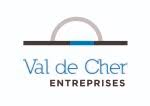 Val de Cher
ENTREPRISES